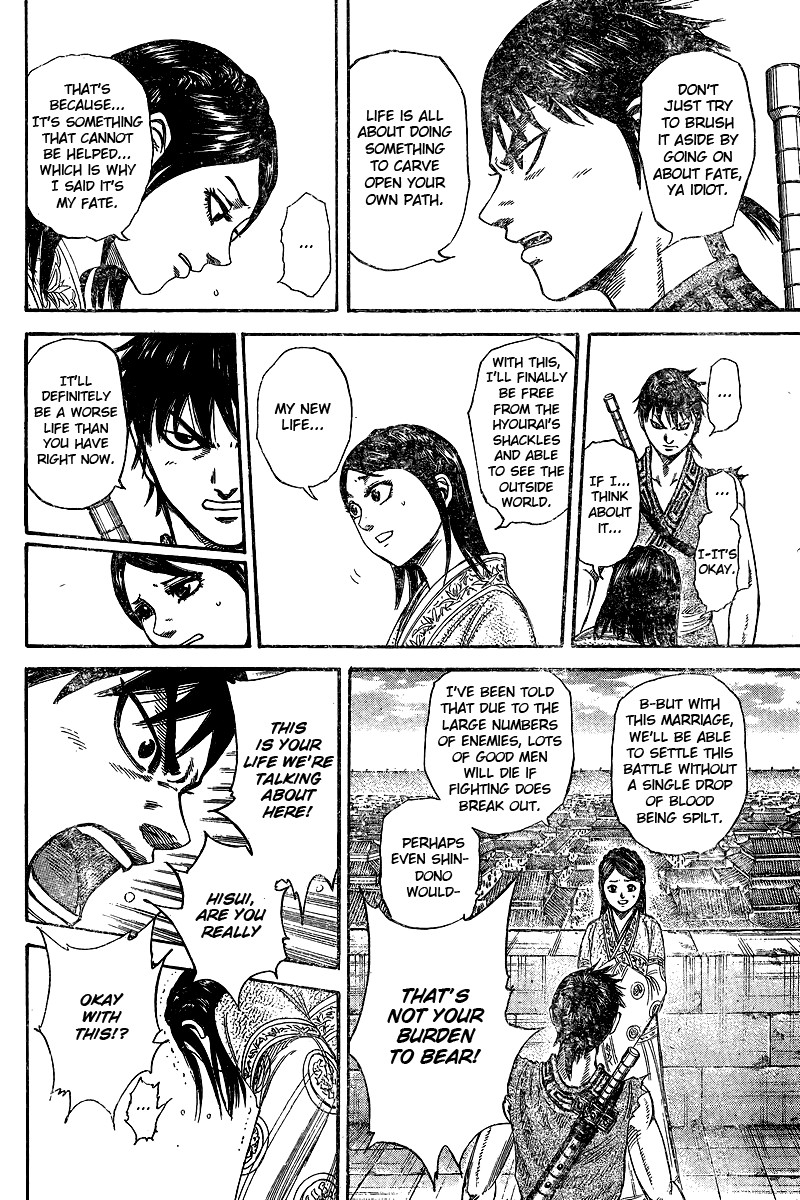 DON'T
JUST TRY
TO BRUSH
IT ASIDE BY
GOING ON
ABOUT FATE,
YA IDIOT.
LIFE IS ALL
ABOUT DOING
SOMETHING
TO CARVE
OPEN YOUR
OWN PATH.
...
THAT'S
BECAUSE...
IT'S SOMETHING
THAT CANNOT
BE HELPED...
WHICH IS WHY
I SAID IT'S
MY FATE.
...
...
I-IT'S
OKAY.
IF I...
THINK
ABOUT
IT...
WITH THIS,
I'LL FINALLY
BE FREE
FROM THE
HYOURAI'S
SHACKLES
AND ABLE
TO SEE THE
OUTSIDE
WORLD.
MY NEW
LIFE...
IT'LL
DEFINITELY
BE A WORSE
LIFE THAN
YOU HAVE
RIGHT NOW.
B-BUT WITH
THIS MARRIAGE,
WE'LL BE ABLE
TO SETTLE THIS
BATTLE WITHOUT
A SINGLE DROP
OF BLOOD
BEING SPILT.
I'VE BEEN TOLD
THAT DUE TO THE
LARGE NUMBERS
OF ENEMIES, LOTS
OF GOOD MEN
WILL DIE IF
FIGHTING DOES
BREAK OUT.
PERHAPS
EVEN SHIN-
DONO
WOULD-
THAT'S
NOT YOUR
BURDEN
TO BEAR!
THIS
IS YOUR
LIFE WE'RE
TALKING
ABOUT
HERE!
HISUI,
ARE YOU
REALLY
OKAY
WITH
THIS!?
...